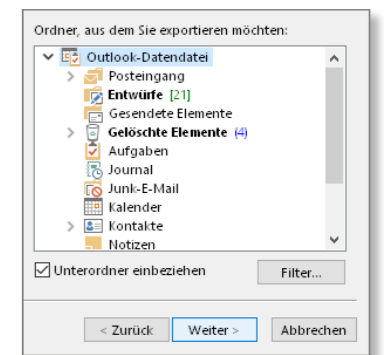 Ordner, aus dem Sie exportieren möchten:
Outlook-Datendatei
Posteingang
Entwürfe [21]
Gesendete Elemente
Gelöschte Elemente (4)
Aufgaben
Journal
Junk-E-Mail
Kalender
Kontakte
Notizen
Unterordner einbeziehen Filter...
< Zurück Weiter > Abbrechen